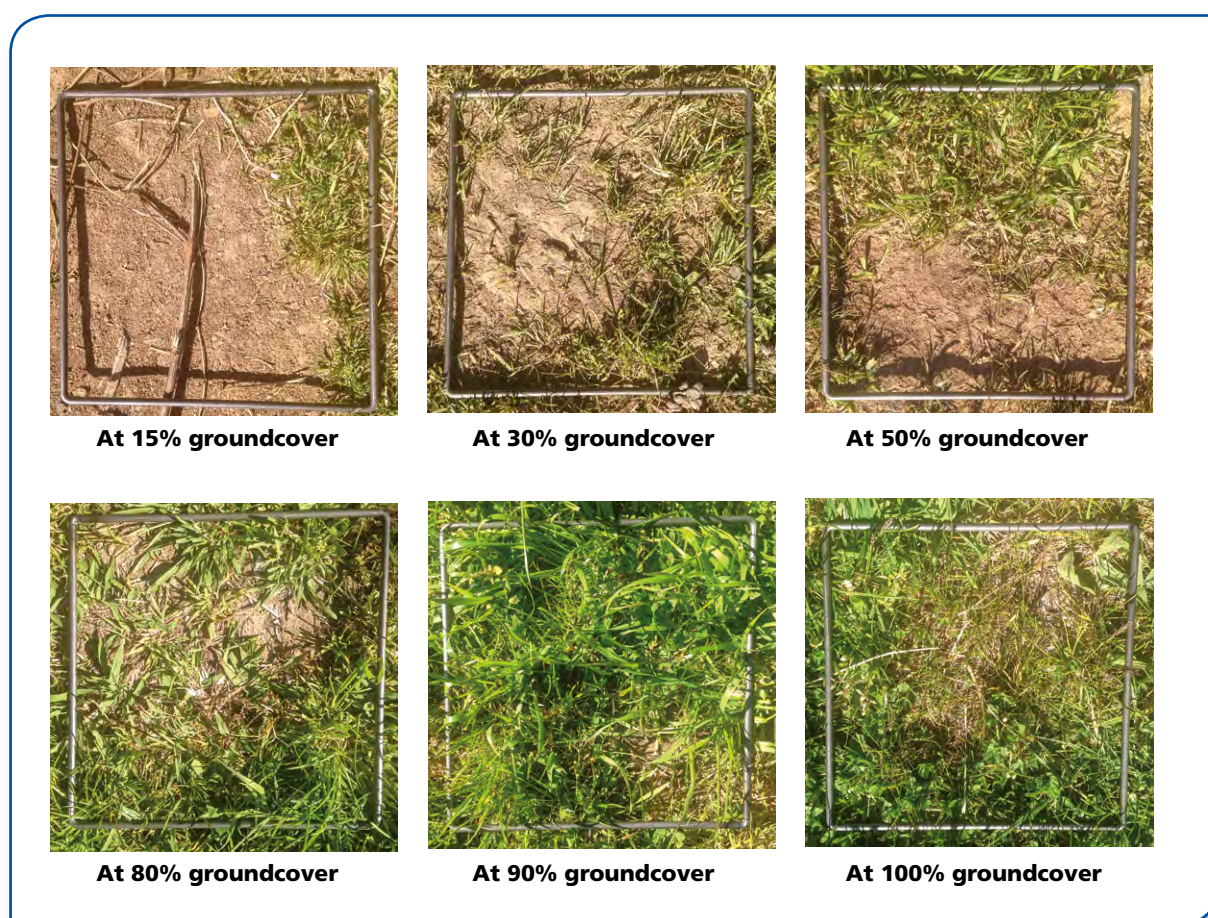 At 15% groundcover
At 30% groundcover
At 50% groundcover
At 80% groundcover
At 90% groundcover
At 100% groundcover